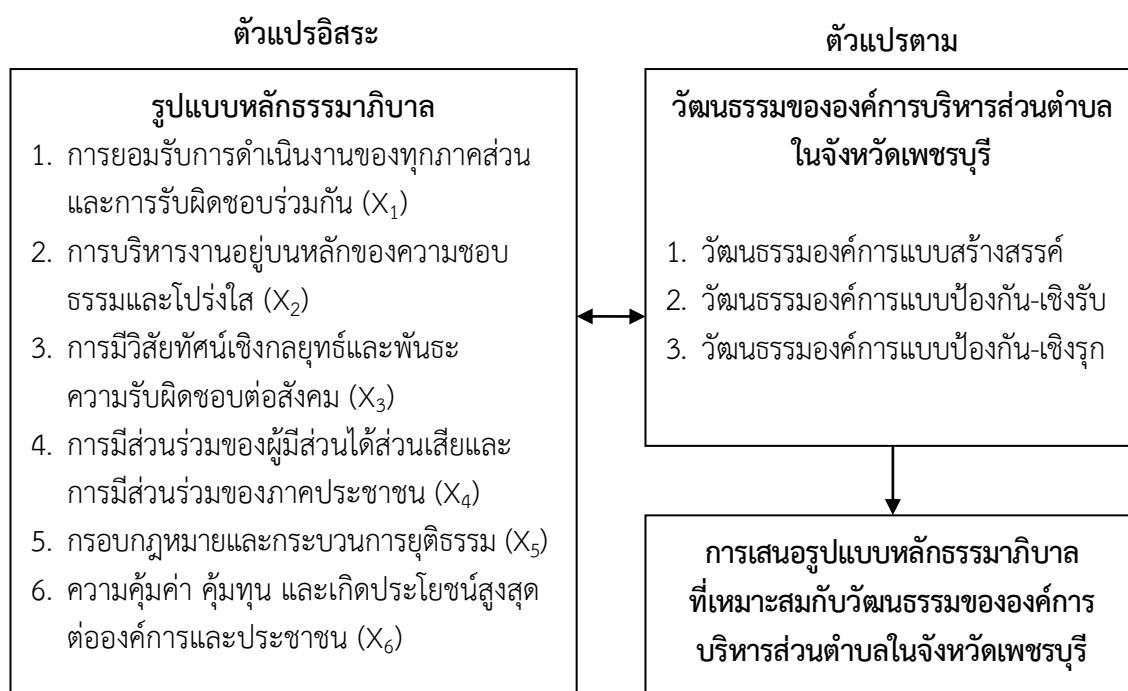 ตัวแปรอิสระ
รูปแบบหลักธรรมาภิบาล
1. การยอมรับการดำเนินงานของทุกภาคส่วน
และการรับผิดชอบร่วมกัน (X₁)
2. การบริหารงานอยู่บนหลักของความชอบ
ธรรมและโปร่งใส (X₂)
3. การมีวิสัยทัศน์เชิงกลยุทธ์และพันธะ
ความรับผิดชอบต่อสังคม (X₃)
4. การมีส่วนร่วมของผู้มีส่วนได้ส่วนเสียและ
การมีส่วนร่วมของภาคประชาชน (X₄)
5. กรอบกฎหมายและกระบวนการยุติธรรม (X₅)
6. ความคุ้มค่า คุ้มทุน และเกิดประโยชน์สูงสุด
ต่อองค์การและประชาชน (X₆)
ตัวแปรตาม
วัฒนธรรมขององค์การบริหารส่วนตำบล
ในจังหวัดเพชรบุรี
1. วัฒนธรรมองค์การแบบสร้างสรรค์
2. วัฒนธรรมองค์การแบบป้องกัน-เชิงรับ
3. วัฒนธรรมองค์การแบบป้องกัน-เชิงรุก
การเสนอรูปแบบหลักธรรมาภิบาล
ที่เหมาะสมกับวัฒนธรรมขององค์การ
บริหารส่วนตำบลในจังหวัดเพชรบุรี